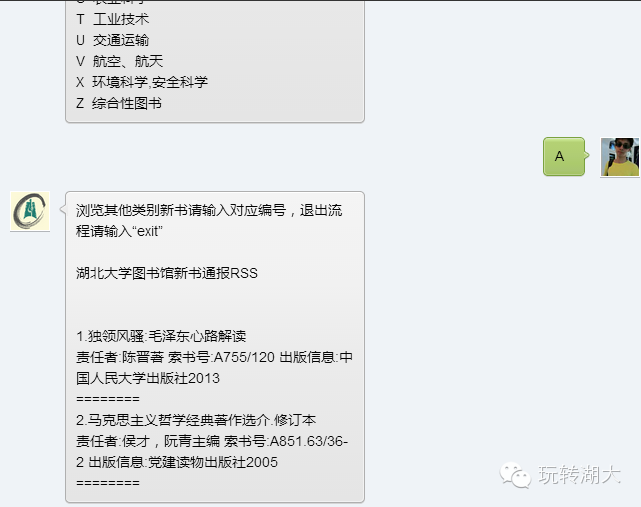 T 工业技术
U 交通运输
V 航空、航天
X 环境科学,安全科学
Z 综合性图书
A
浏览其他类别新书请输入对应编号，退出流
程请输入“exit”
湖北大学图书馆新书通报RSS
1.独领风骚:毛泽东心路解读
责任者:陈晋著 索书号:A755/120 出版信息:中
国人民大学出版社2013
========
2.马克思主义哲学经典著作选介.修订本
责任者:侯才，阮青主编 索书号:A851.63/36-
2 出版信息:党建读物出版社2005
========
玩转湖大